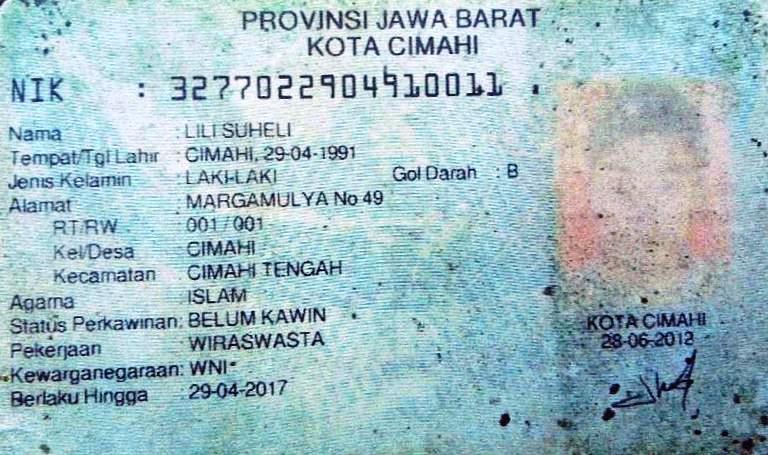 PROVINSI JAWA BARAT
KOTA CIMAHI
NIK : 3277022904910011
Nama : LILI SUHELI
Tempat/Tgl Lahir : CIMAHI, 29-04-1991
Jenis Kelamin : LAKI-LAKI Gol Darah : B
Alamat : MARGAMULYA No 49
RT/RW 001 / 001
Kel/Desa : CIMAHI
Kecamatan : CIMAHI TENGAH
Agama : ISLAM
Status Perkawinan: BELUM KAWIN
Pekerjaan : WIRASWASTA
Kewarganegaraan: WNI
Berlaku Hingga : 29-04-2017
KOTA CIMAHI
28-06-2012